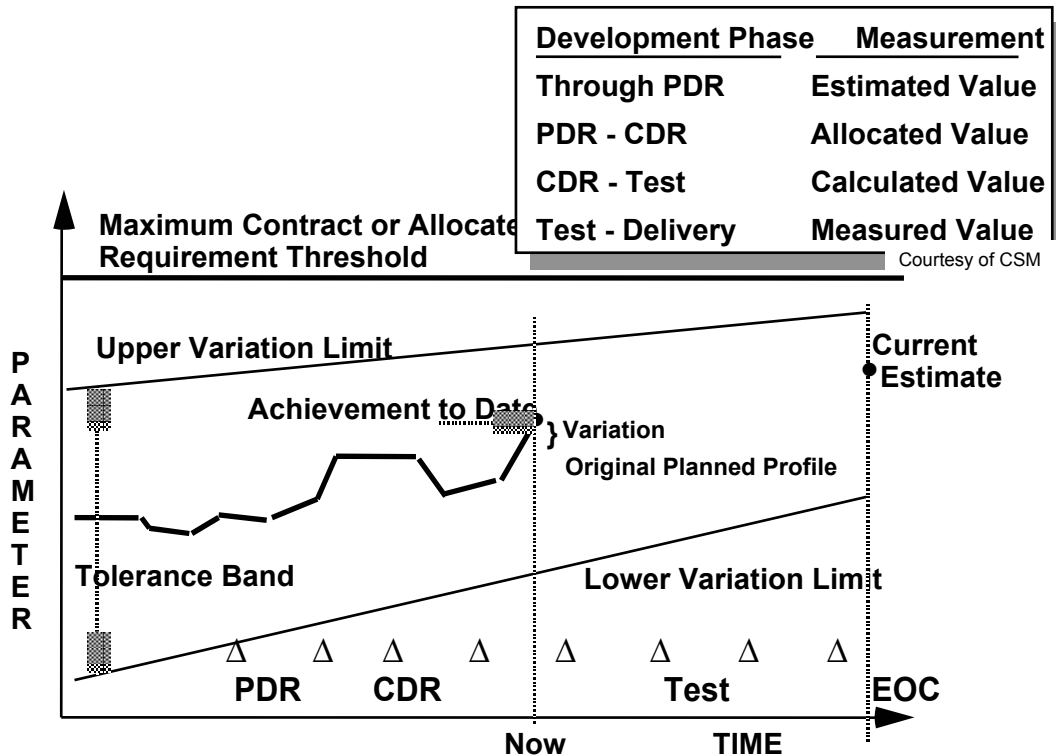 Development Phase Measurement
Through PDR Estimated Value
PDR - CDR Allocated Value
CDR - Test Calculated Value
Test - Delivery Measured Value
Courtesy of CSM
Maximum Contract or Allocate
Requirement Threshold
Upper Variation Limit
Current
Estimate
Achievement to Date
} Variation
Original Planned Profile
PARAMETER
Tolerance Band
Lower Variation Limit
Δ Δ Δ Δ Δ Δ Δ Δ
PDR CDR Test EOC
Now TIME